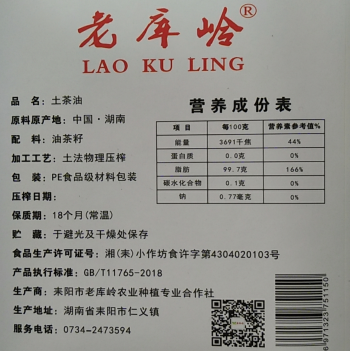 老库岭®
LAO KU LING
品 名：土茶油
原料原产地：中国·湖南
配 料：油茶籽
加工工艺：土法物理压榨
包 装：PE食品级材料包装
压榨日期：
保质期：18个月(常温)
贮 藏：于避光及干燥处保存
食品生产许可证号：湘(耒)小作坊食许字第4304020103号
产品执行标准：GB/T11765-2018
生产商：耒阳市老库岭农业种植专业合作社
生产地址：湖南省耒阳市仁义镇
服务电话：0734-2473594
营养成份表
项目 每100克 营养素参考值%
能量 3691千焦 44%
蛋白质 0.0克 0%
脂肪 99.7克 166%
碳水化合物 0.1克 0%
钠 0.77毫克 0%
6971323751150